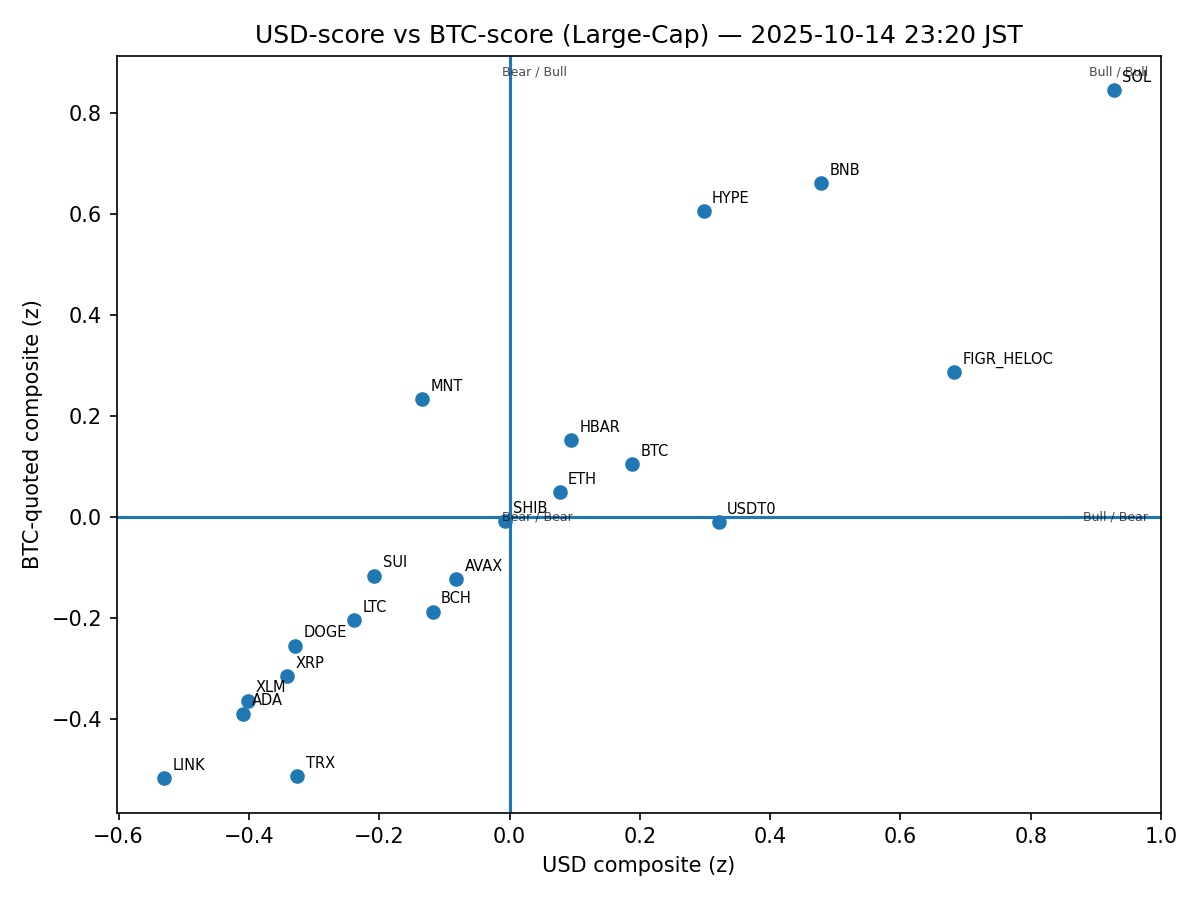 USD-score vs BTC-score (Large-Cap) — 2025-10-14 23:20 JST
Bear / Bull
Bull / Bull
SOL
BNB
HYPE
FIGR_HELOC
MNT
HBAR
BTC
ETH
SHIB
USDT0
Bear / Bear
Bull / Bear
SUI
AVAX
BCH
LTC
DOGE
XRP
XLM
ADA
LINK
TRX
0.8
0.6
0.4
0.2
0.0
−0.2
−0.4
BTC-quoted composite (z)
−0.6
−0.4
−0.2
0.0
0.2
0.4
0.6
0.8
1.0
USD composite (z)